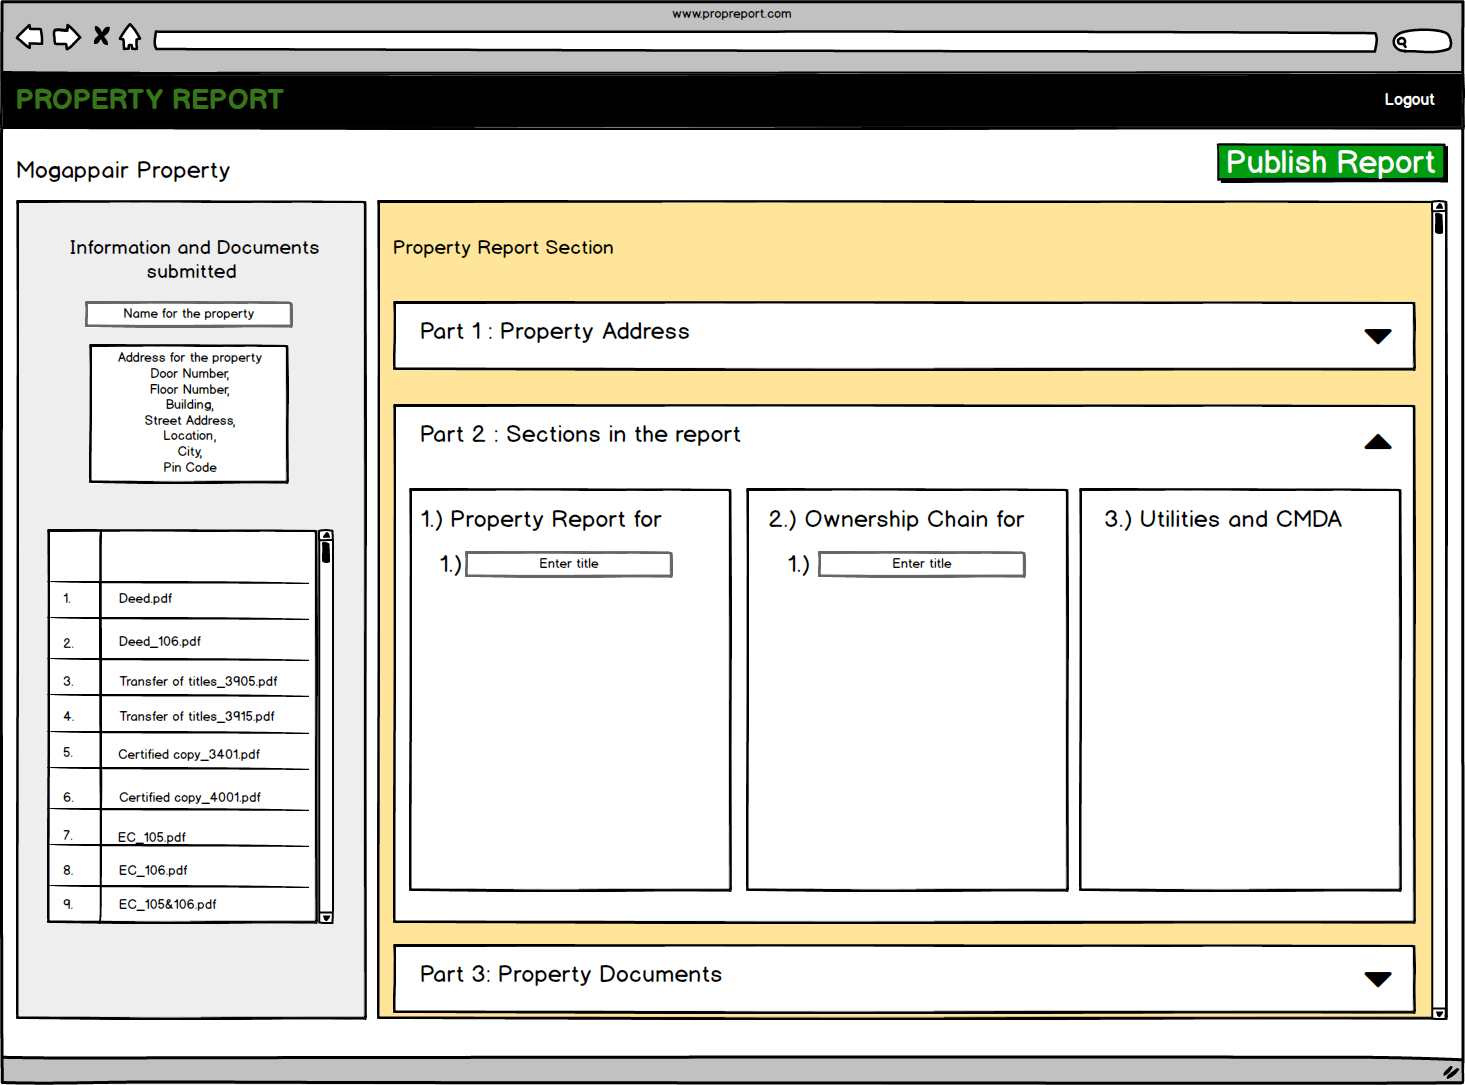 www.propreport.com
PROPERTY REPORT
Logout
Mogappair Property
Publish Report
Information and Documents
submitted
Name for the property
Address for the property
Door Number,
Floor Number,
Building,
Street Address,
Location,
City,
Pin Code
1. Deed.pdf
2. Deed_106.pdf
3. Transfer of titles_3905.pdf
4. Transfer of titles_3915.pdf
5. Certified copy_3401.pdf
6. Certified copy_4001.pdf
7. EC_105.pdf
8. EC_106.pdf
9. EC_105&106.pdf
Property Report Section
Part 1 : Property Address
Part 2 : Sections in the report
1.) Property Report for
1.) Enter title
2.) Ownership Chain for
1.) Enter title
3.) Utilities and CMDA
Part 3: Property Documents